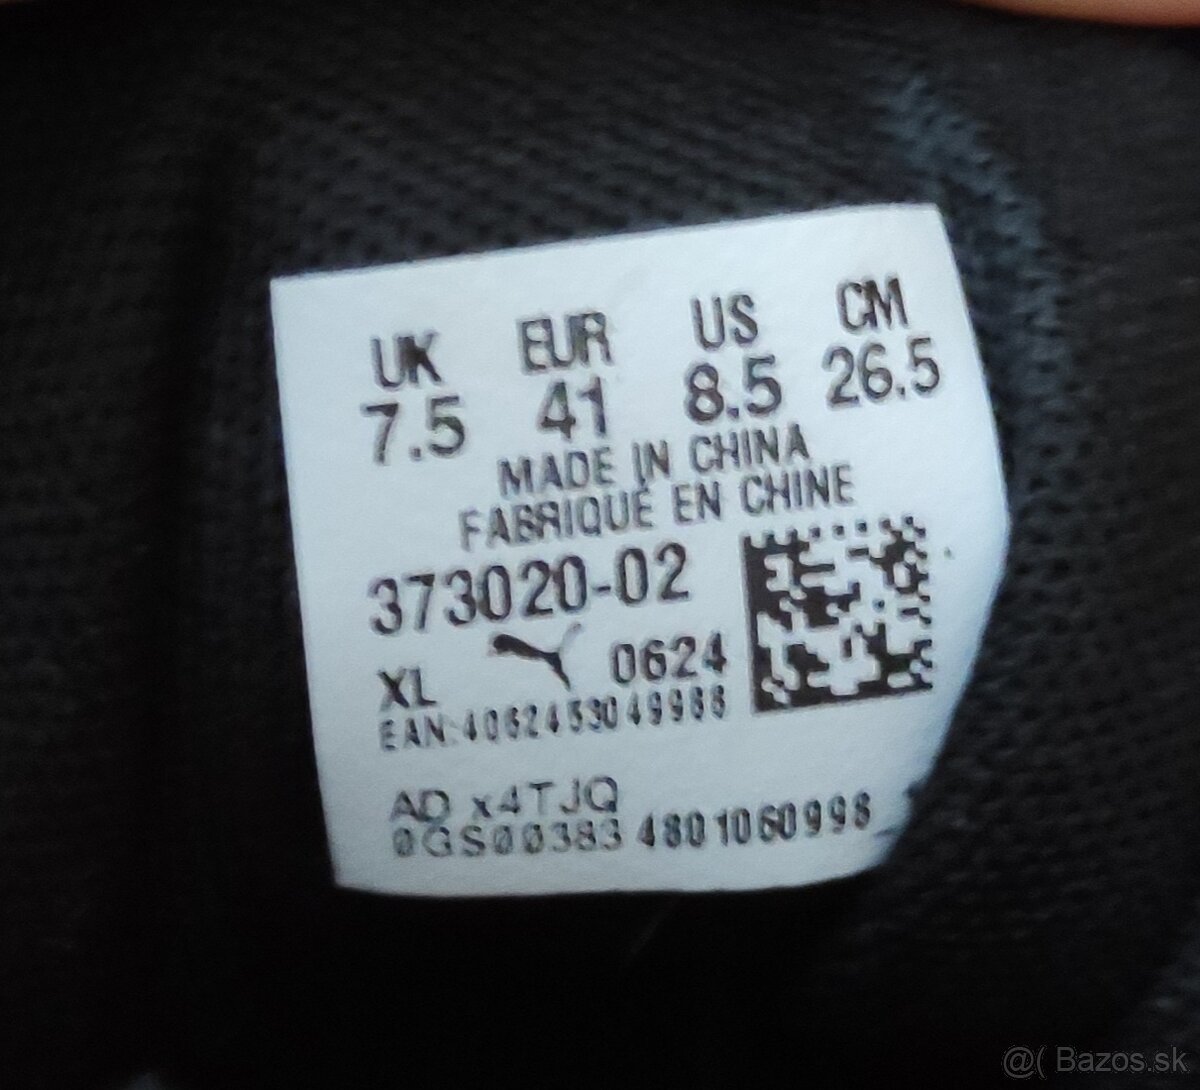 UK EUR US CM
7.5 41 8.5 26.5
MADE IN CHINA
FABRIQUÉ EN CHINE
373020-02
XL 0624
EAN:4062453049988
AD x4TJQ
0GS00383 4801060998
@( Bazos.sk